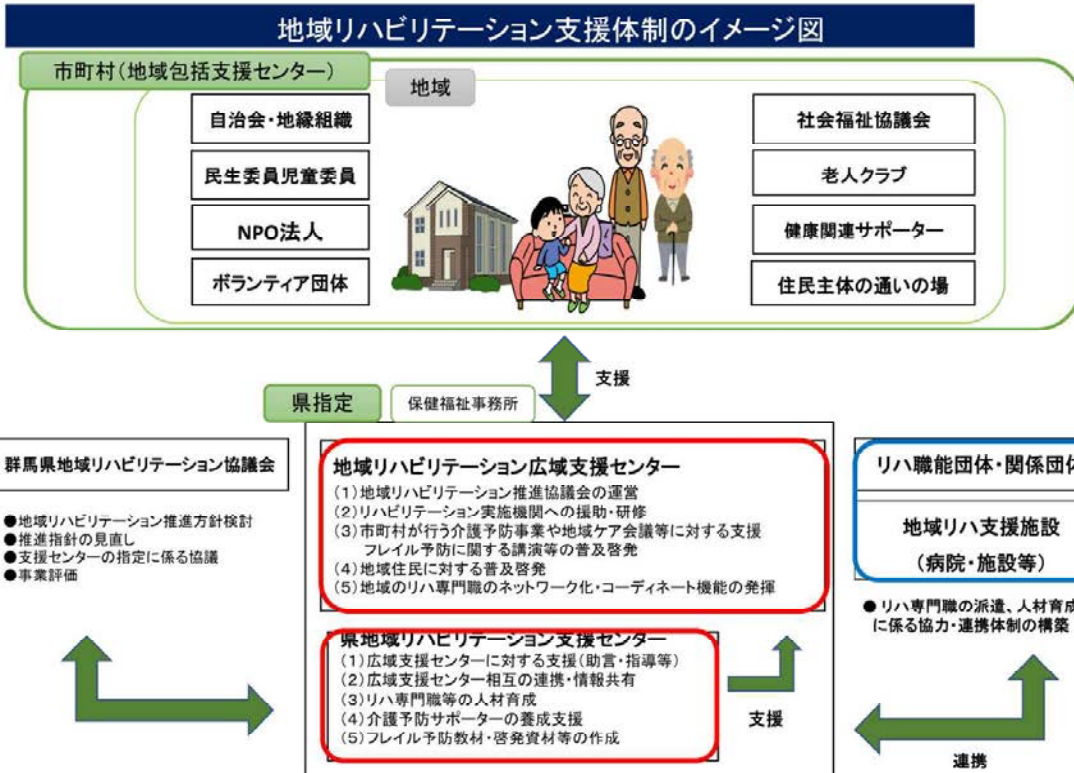 地域リハビリテーション支援体制のイメージ図
市町村(地域包括支援センター)
地域
自治会・地縁組織
民生委員児童委員
NPO法人
ボランティア団体
社会福祉協議会
老人クラブ
健康関連サポーター
住民主体の通いの場
支援
県指定
保健福祉事務所
群馬県地域リハビリテーション協議会
●地域リハビリテーション推進方針検討
●推進指針の見直し
●支援センターの指定に係る協議
●事業評価
地域リハビリテーション広域支援センター
(1)地域リハビリテーション推進協議会の運営
(2)リハビリテーション実施機関への援助・研修
(3)市町村が行う介護予防事業や地域ケア会議等に対する支援
フレイル予防に関する講演等の普及啓発
(4)地域住民に対する普及啓発
(5)地域のリハ専門職のネットワーク化・コーディネート機能の発揮
県地域リハビリテーション支援センター
(1)広域支援センターに対する支援(助言・指導等)
(2)広域支援センター相互の連携・情報共有
(3)リハ専門職等の人材育成
(4)介護予防サポーターの養成支援
(5)フレイル予防教材・啓発資材等の作成
支援
リハ職能団体・関係団体
地域リハ支援施設
(病院・施設等)
● リハ専門職の派遣、人材育成
に係る協力・連携体制の構築
連携